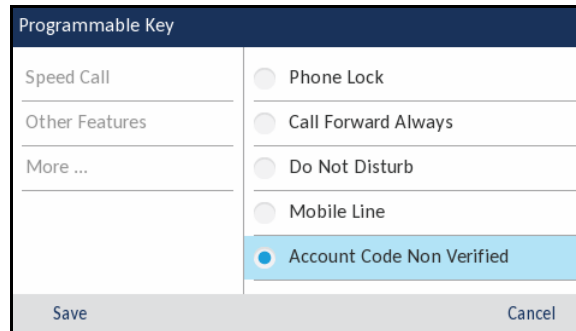 Programmable Key
Speed Call
Other Features
More ...
Phone Lock
Call Forward Always
Do Not Disturb
Mobile Line
Account Code Non Verified
Save
Cancel